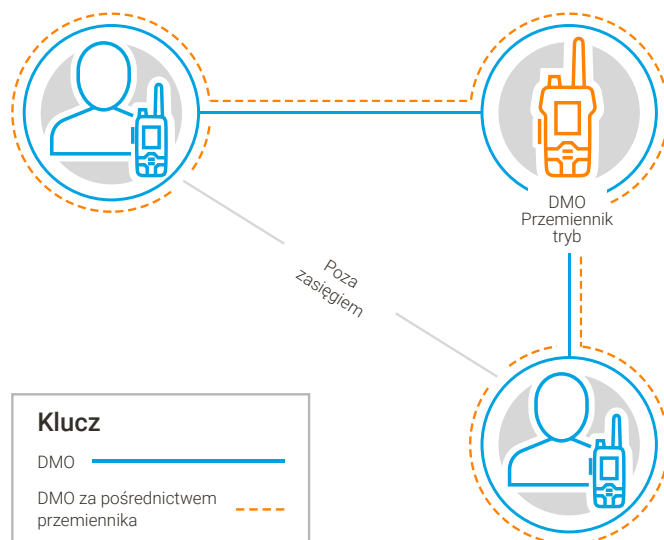 DMO
Przemiennik
tryb
Poza
zasięgiem
Klucz
DMO
DMO za pośrednictwem
przemiennika